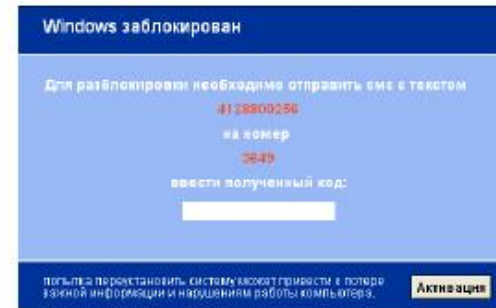 Windows заблокирован
Для разблокировки необходимо отправить смс с текстом
4128800256
на номер
3649
ввести полученный код:
попытка переустановить систему может привести к потере
важной информации и нарушениям работы компьютера.
Активация